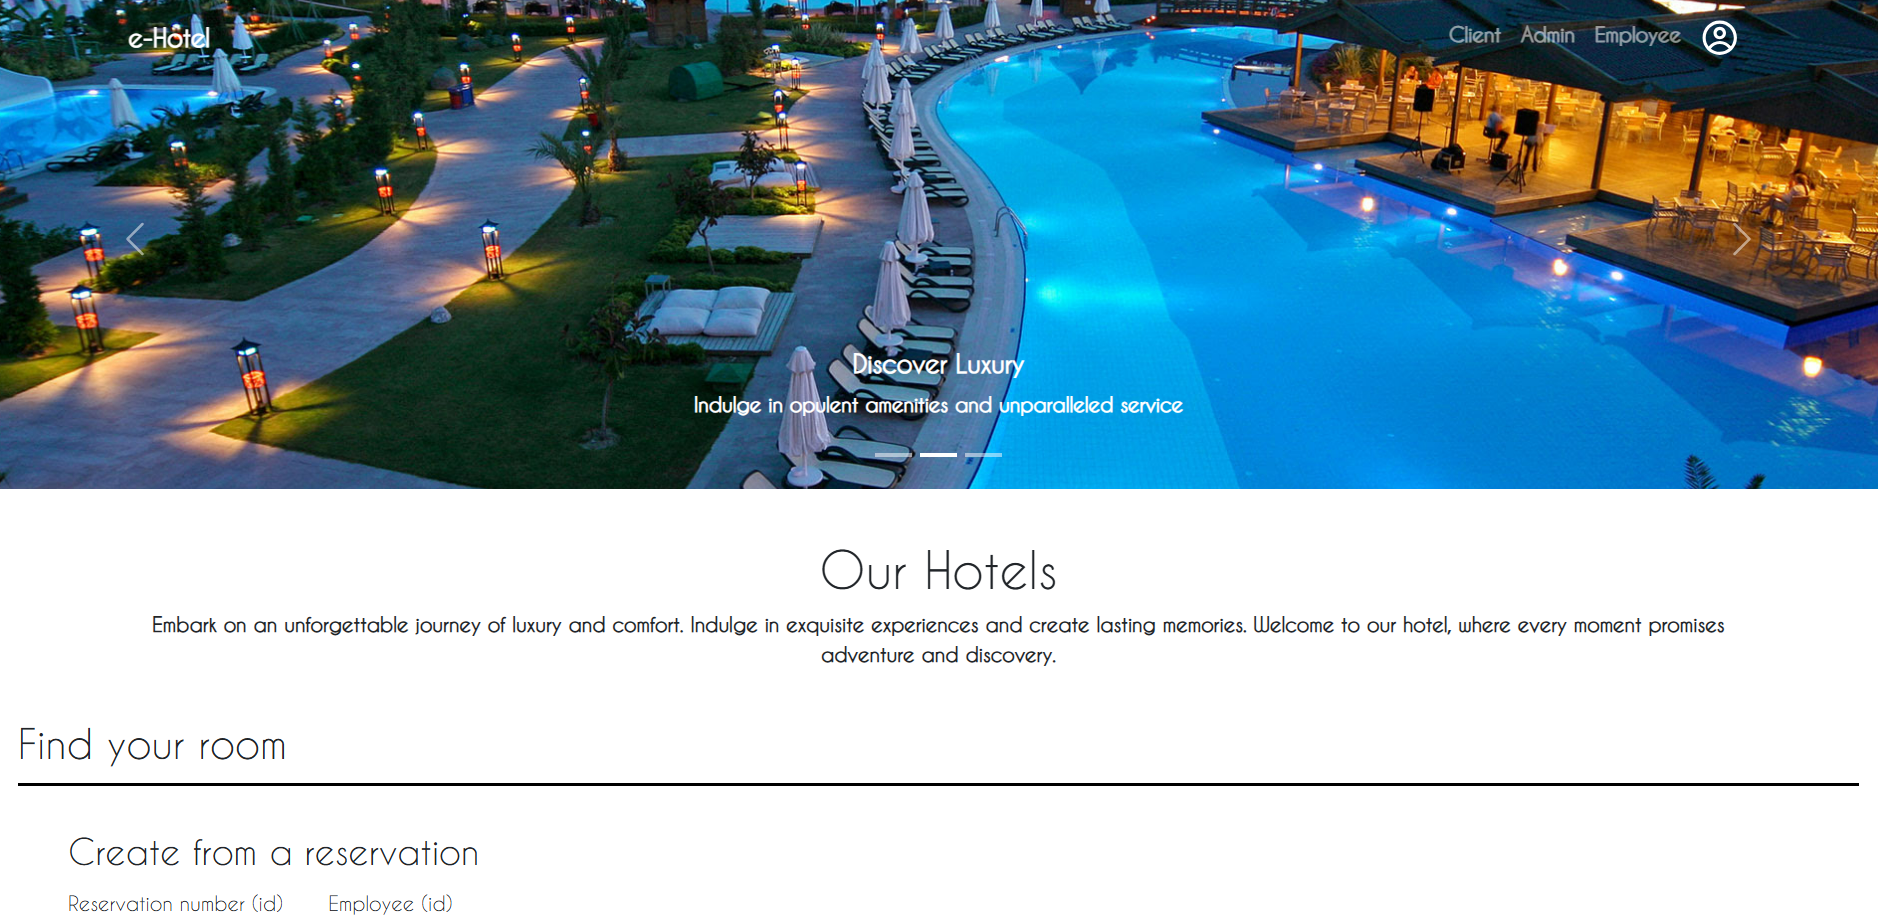 e-Hôtel
Client Admin Employee
Discover Luxury
Indulge in opulent amenities and unparalleled service
Our Hotels
Embark on an unforgettable journey of luxury and comfort. Indulge in exquisite experiences and create lasting memories. Welcome to our hotel, where every moment promises
adventure and discovery.
Find your room
Create from a reservation
Reservation number (id) Employee (id)